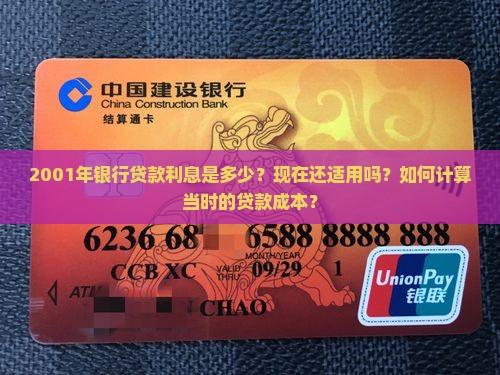 中国建设银行
China Construction Bank
结算通卡
2001年银行贷款利息是多少？现在还适用吗？如何计算
当时的贷款成本？
6236 68 6588 8888 888
MONTH/YEAR
CCB XC VALID THRU 09/29 1
ATM
CHAO
UnionPay
银联